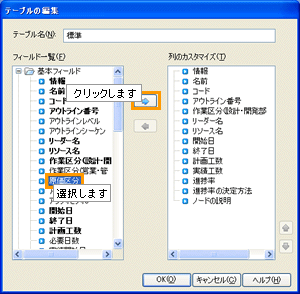 テーブルの編集
テーブル名(N): 標準
フィールド一覧(F)
基本フィールド
情報
名前
コード
アウトライン番号
アウトラインレベル
アウトラインシーケンス
リーダー名
リソース名
作業区分(設計・開
作業区分(営業・管
原価区分
開始日
終了日
計画工数
必要日数
クリックします
選択します
列のカスタマイズ(T)
情報
名前
アウトライン番号
作業区分(設計・開発部
リーダー名
リソース名
開始日
終了日
計画工数
実績工数
進捗率
進捗率の決定方法
ノードの説明
OK(O)
キャンセル(C)
ヘルプ(H)